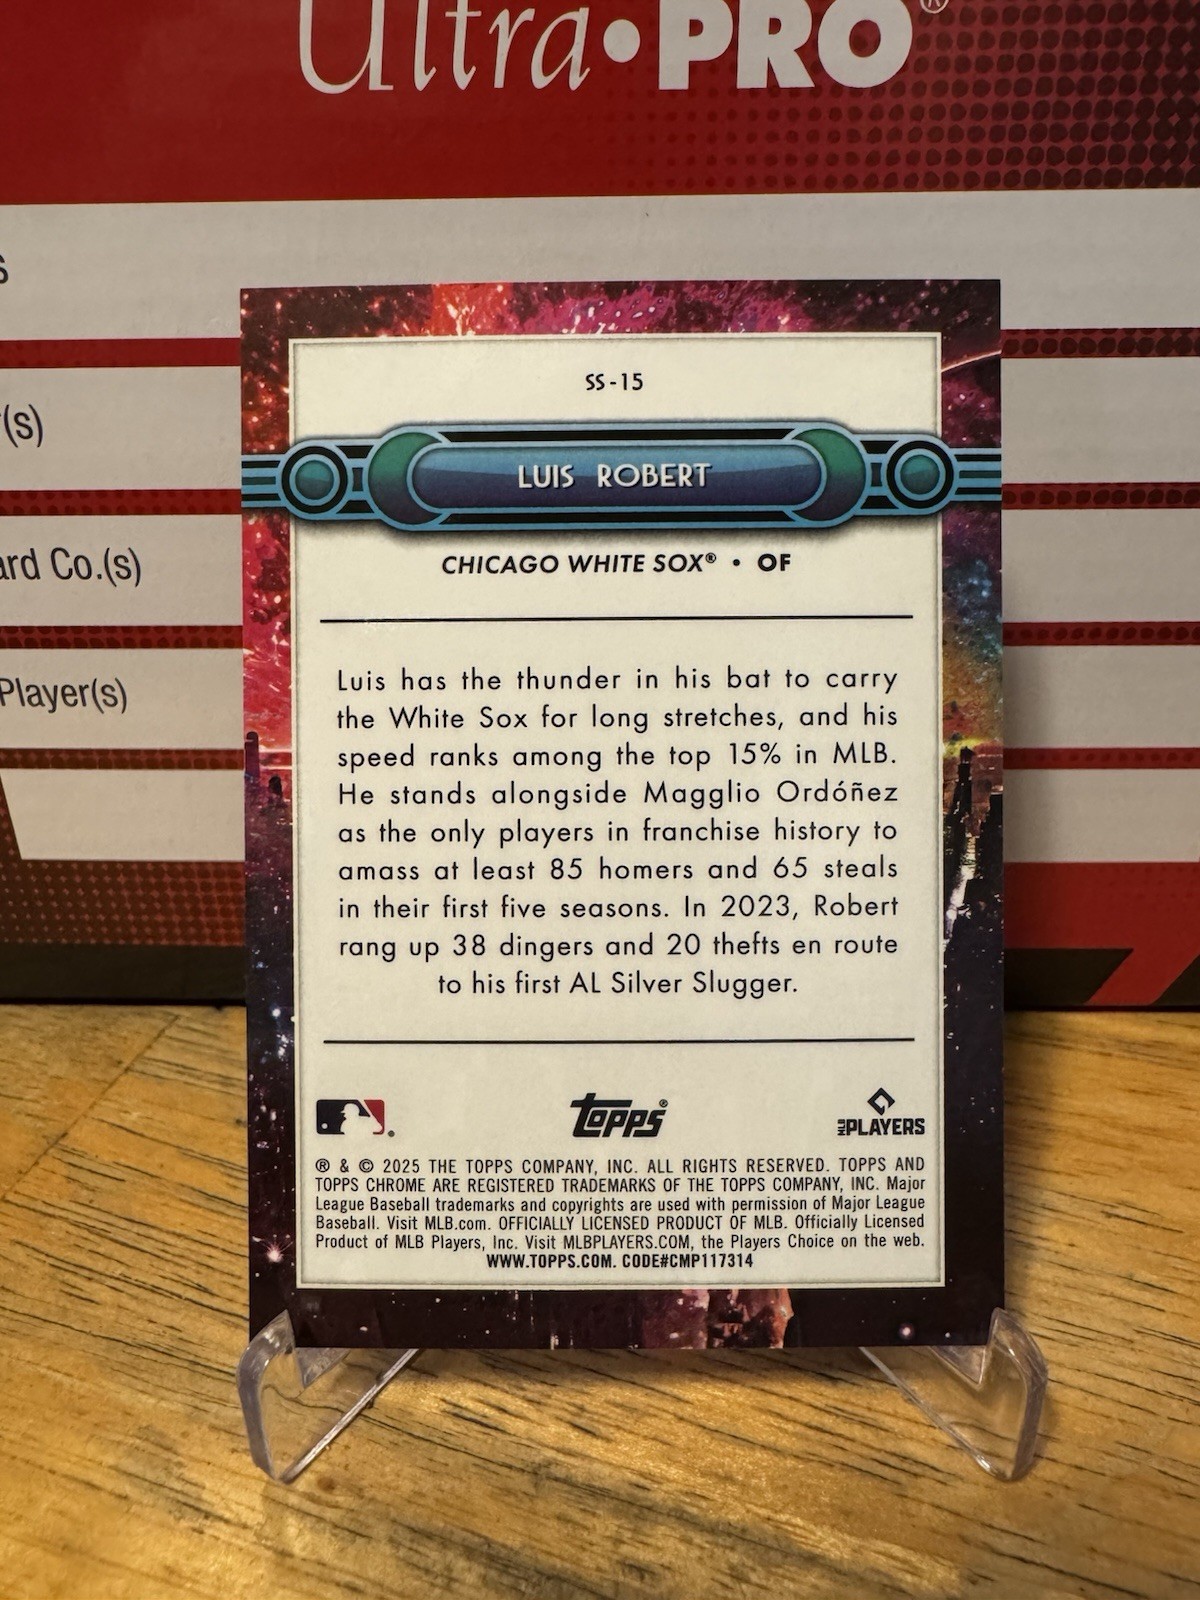 Ultra•PRO®
s
(s)
ard Co.(s)
Player(s)
SS-15
LUIS ROBERT
CHICAGO WHITE SOX® • OF
Luis has the thunder in his bat to carry
the White Sox for long stretches, and his
speed ranks among the top 15% in MLB.
He stands alongside Magglio Ordóñez
as the only players in franchise history to
amass at least 85 homers and 65 steals
in their first five seasons. In 2023, Robert
rang up 38 dingers and 20 thefts en route
to his first AL Silver Slugger.
topps®
MLB PLAYERS
® & © 2025 THE TOPPS COMPANY, INC. ALL RIGHTS RESERVED. TOPPS AND
TOPPS CHROME ARE REGISTERED TRADEMARKS OF THE TOPPS COMPANY, INC. Major
League Baseball trademarks and copyrights are used with permission of Major League
Baseball. Visit MLB.com. OFFICIALLY LICENSED PRODUCT OF MLB. Officially Licensed
Product of MLB Players, Inc. Visit MLBPLAYERS.COM, the Players Choice on the web.
WWW.TOPPS.COM. CODE#CMP117314